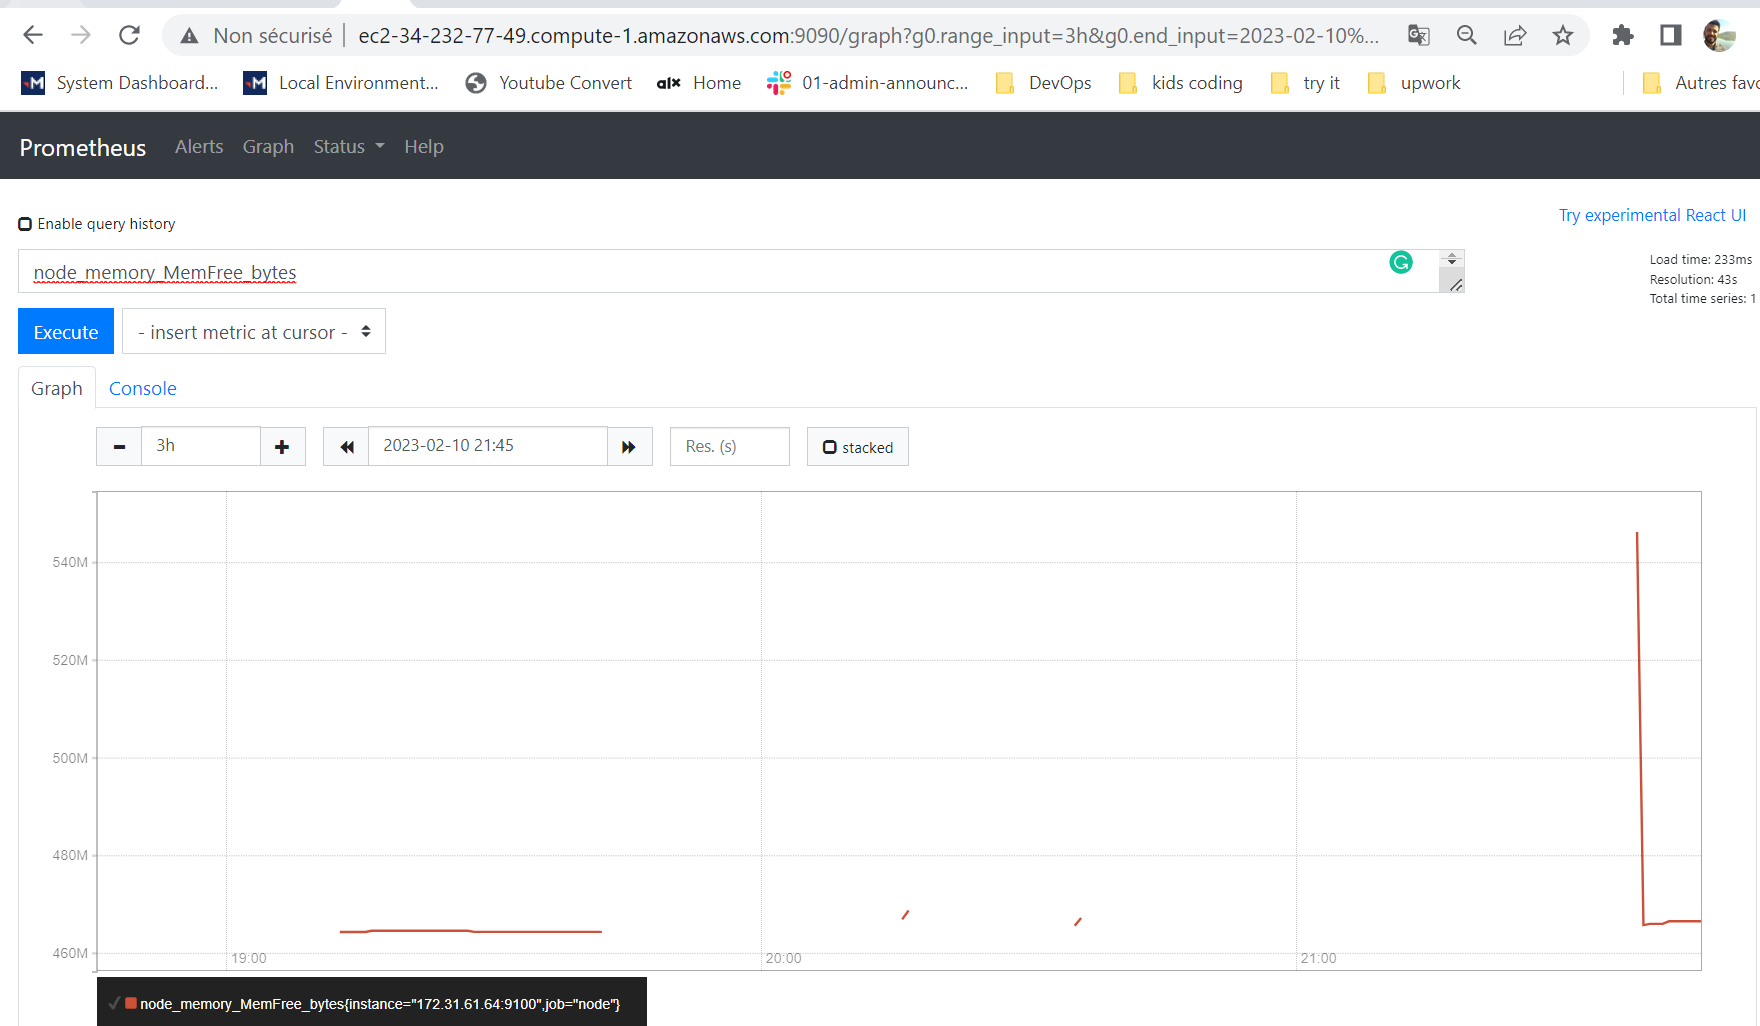 Non sécurisé | ec2-34-232-77-49.compute-1.amazonaws.com:9090/graph?g0.range_input=3h&g0.end_input=2023-02-10%...
System Dashboard... Local Environment... Youtube Convert alx Home 01-admin-announc... DevOps kids coding try it upwork Autres favo
Prometheus Alerts Graph Status Help
Try experimental React UI
Enable query history
node_memory_MemFree_bytes
Load time: 233ms
Resolution: 43s
Total time series: 1
Execute - insert metric at cursor -
Graph Console
3h 2023-02-10 21:45 Res. (s) stacked
540M
520M
500M
480M
460M
19:00 20:00 21:00
node_memory_MemFree_bytes{instance="172.31.61.64:9100",job="node"}